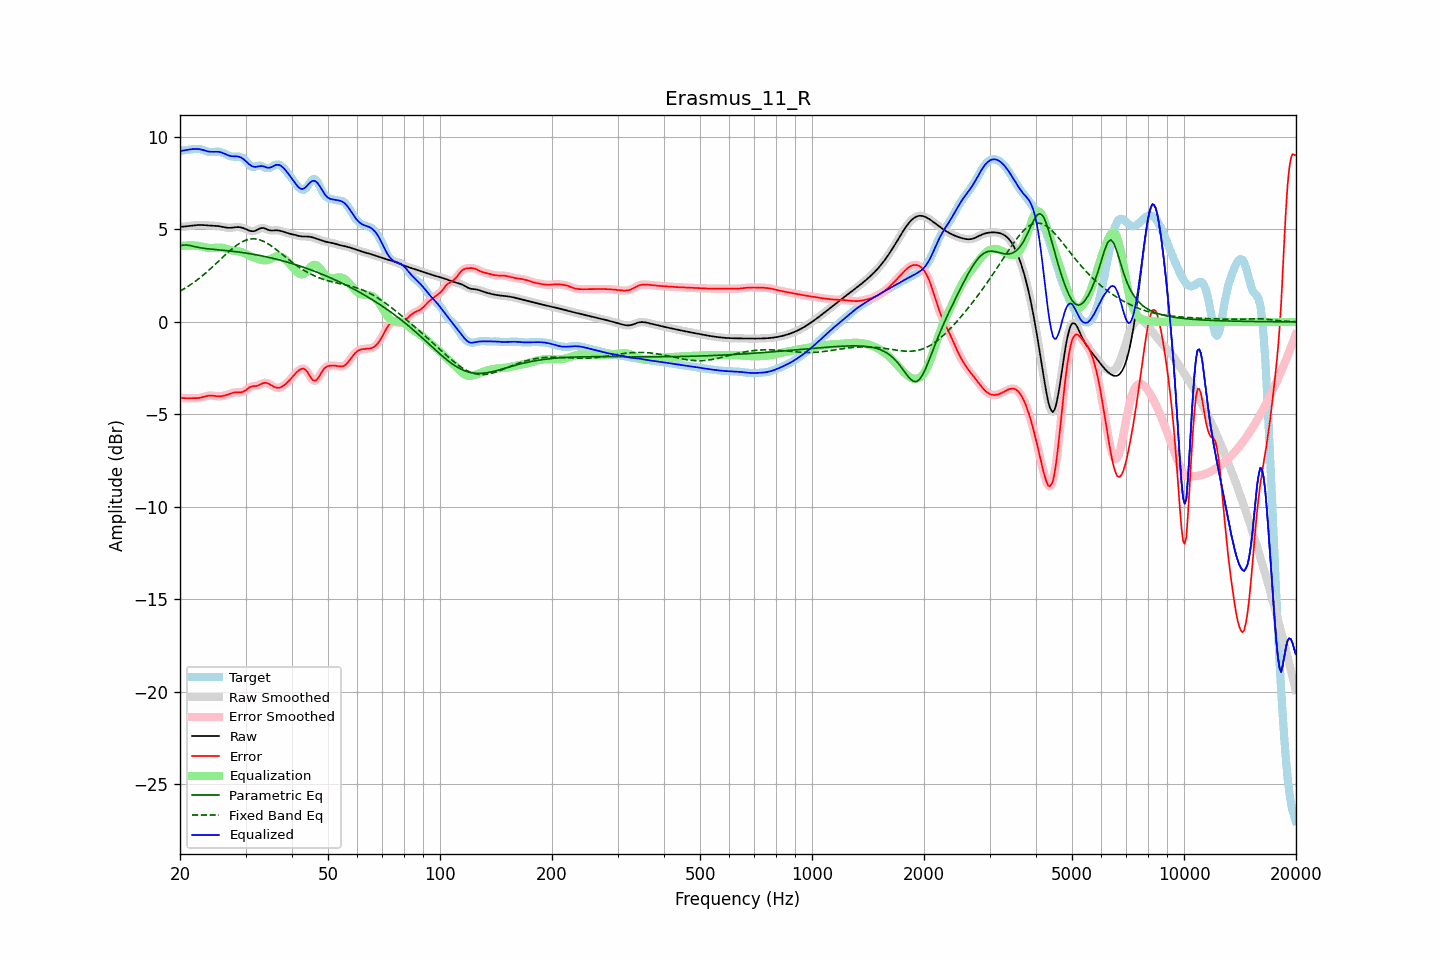 Erasmus_11_R
10
5
0
−5
−10
−15
−20
−25
Amplitude (dBr)
Target
Raw Smoothed
Error Smoothed
Raw
Error
Equalization
Parametric Eq
Fixed Band Eq
Equalized
20 50 100 200 500 1000 2000 5000 10000 20000
Frequency (Hz)